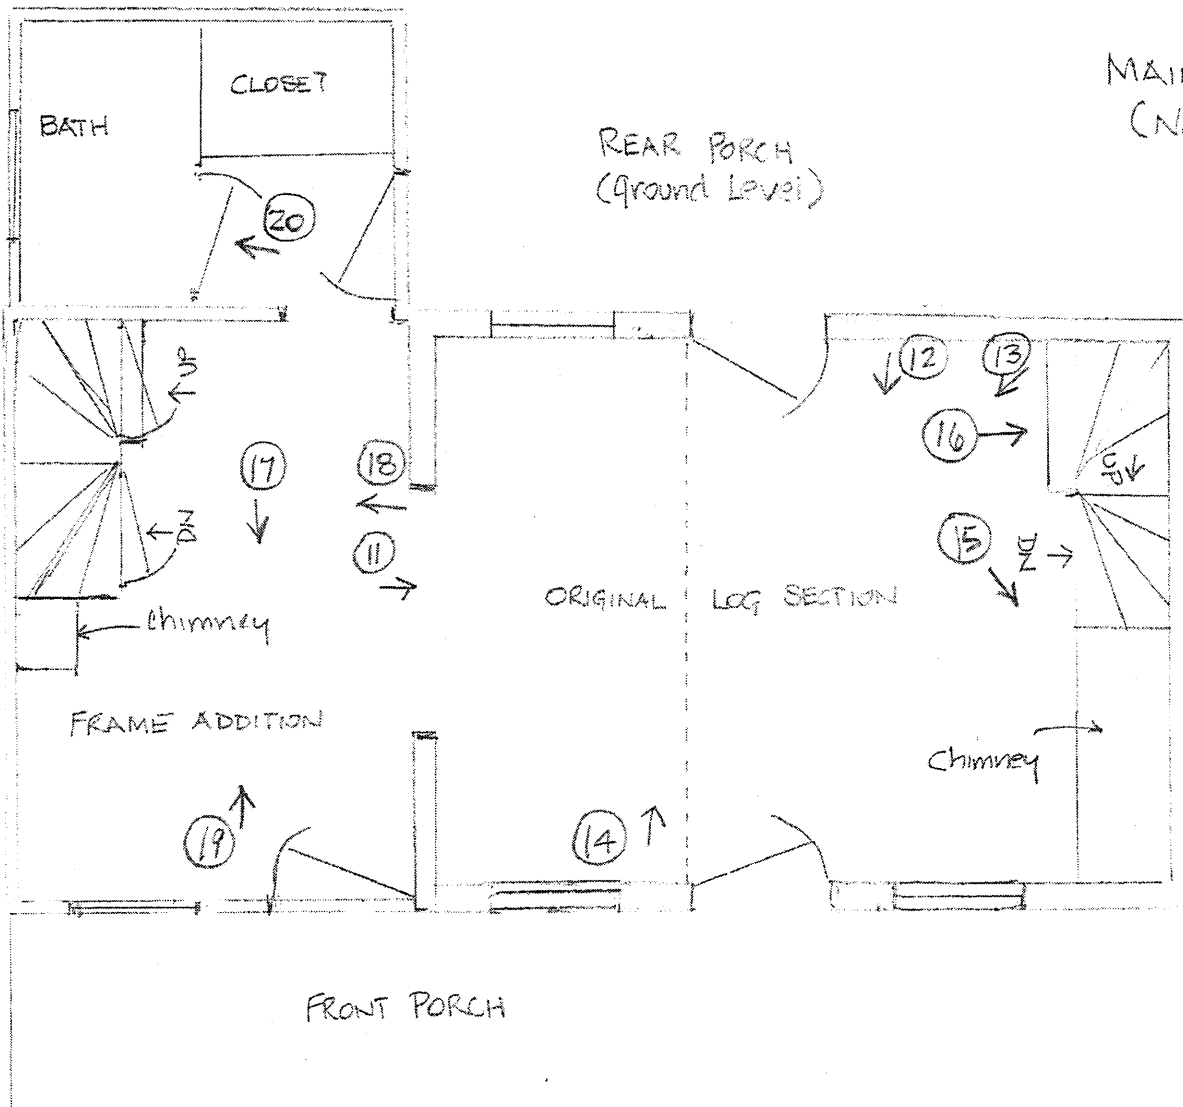 CLOSET
BATH
REAR PORCH
(Ground Level)
20
UP
12
13
16
17
18
UP
DN
11
15
DN
ORIGINAL LOG SECTION
Chimney
FRAME ADDITION
Chimney
19
14
FRONT PORCH